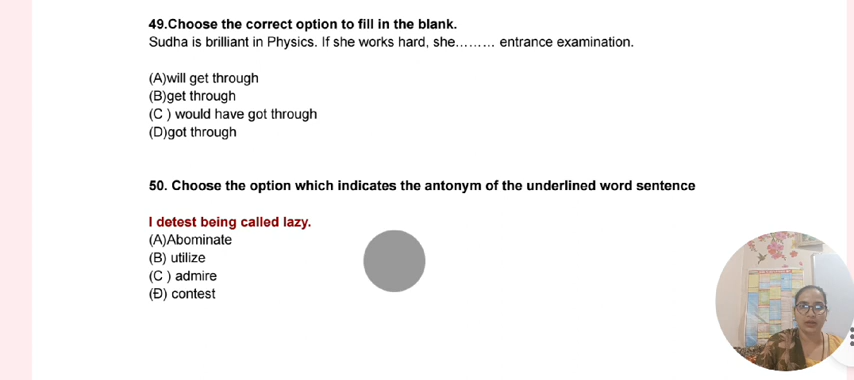 49.Choose the correct option to fill in the blank.
Sudha is brilliant in Physics. If she works hard, she......... entrance examination.
(A)will get through
(B)get through
(C ) would have got through
(D)got through
50. Choose the option which indicates the antonym of the underlined word sentence
I detest being called lazy.
(A)Abominate
(B) utilize
(C ) admire
(Đ) contest